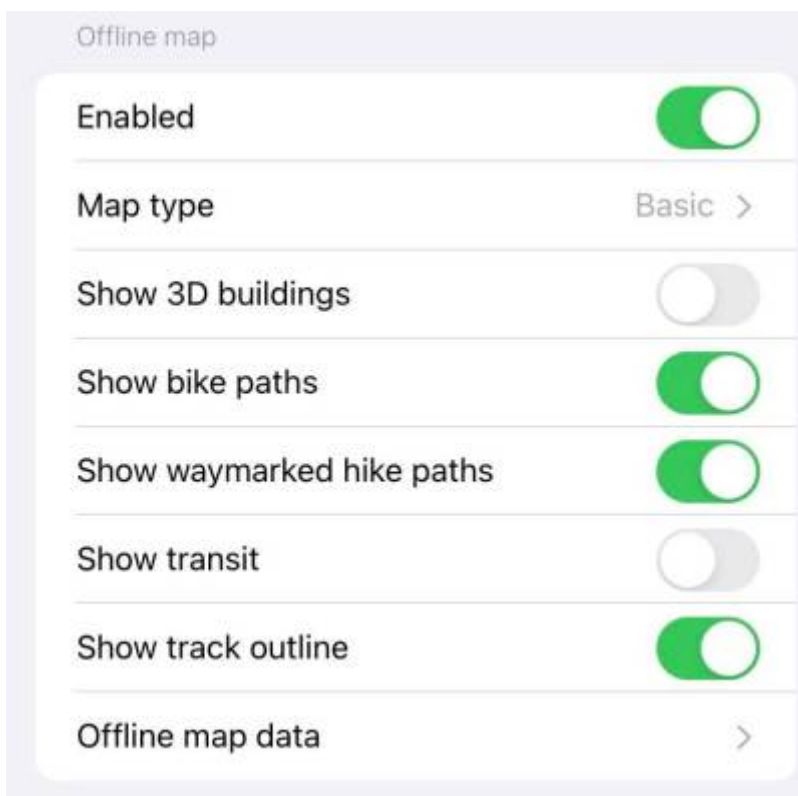 Offline map
Enabled
Map type Basic
Show 3D buildings
Show bike paths
Show waymarked hike paths
Show transit
Show track outline
Offline map data